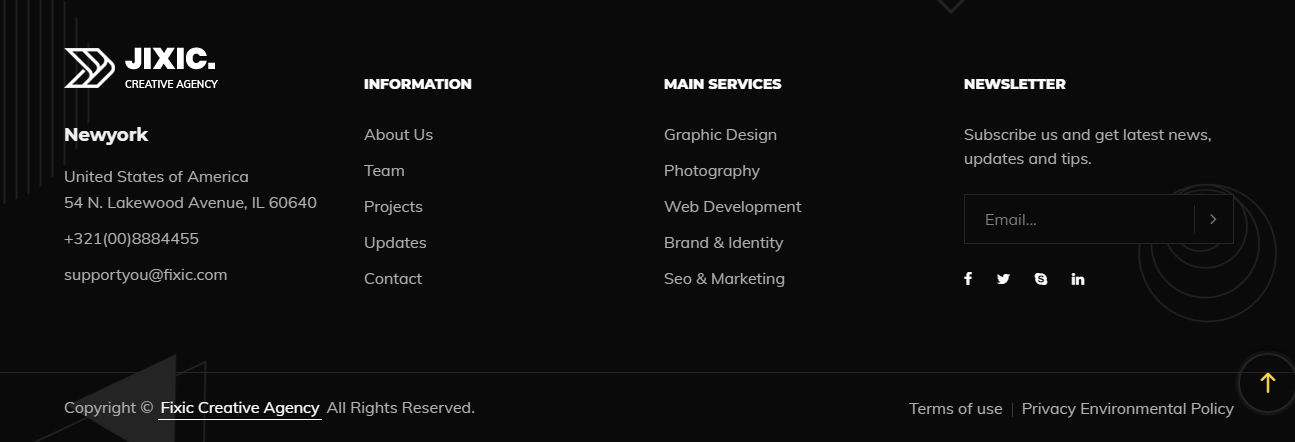 JIXIC.
CREATIVE AGENCY
Newyork
United States of America
54 N. Lakewood Avenue, IL 60640
+321(00)8884455
supportyou@fixic.com
INFORMATION
About Us
Team
Projects
Updates
Contact
MAIN SERVICES
Graphic Design
Photography
Web Development
Brand & Identity
Seo & Marketing
NEWSLETTER
Subscribe us and get latest news,
updates and tips.
Email...
Copyright © Fixic Creative Agency All Rights Reserved.
Terms of use | Privacy Environmental Policy